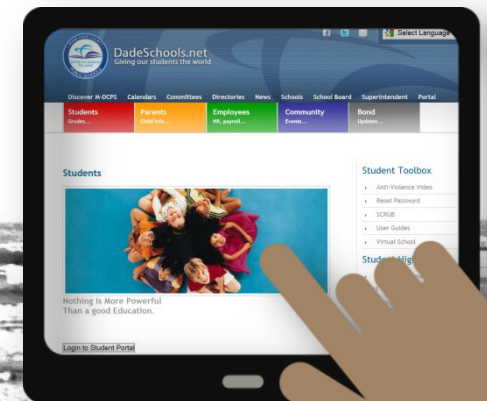 Select Language
DadeSchools.net
Giving our students the world
Discover M-DCPS Calendars Committees Directories News Schools School Board Superintendent Portal
Students Parents Employees Community Bond
Grades... Child info... HR, payroll... Events... Updates...
Students
Student Toolbox
Anti-Violence Video
Reset Password
SCRUB
User Guides
Virtual School
Student High
Nothing is More Powerful
Than a good Education.
Login to Student Portal